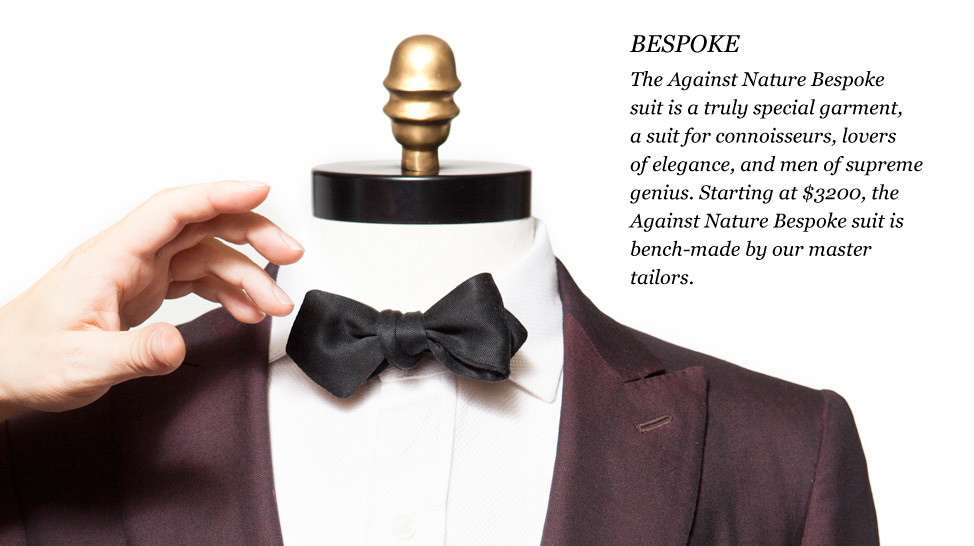 BESPOKE
The Against Nature Bespoke
suit is a truly special garment,
a suit for connoisseurs, lovers
of elegance, and men of supreme
genius. Starting at $3200, the
Against Nature Bespoke suit is
bench-made by our master
tailors.